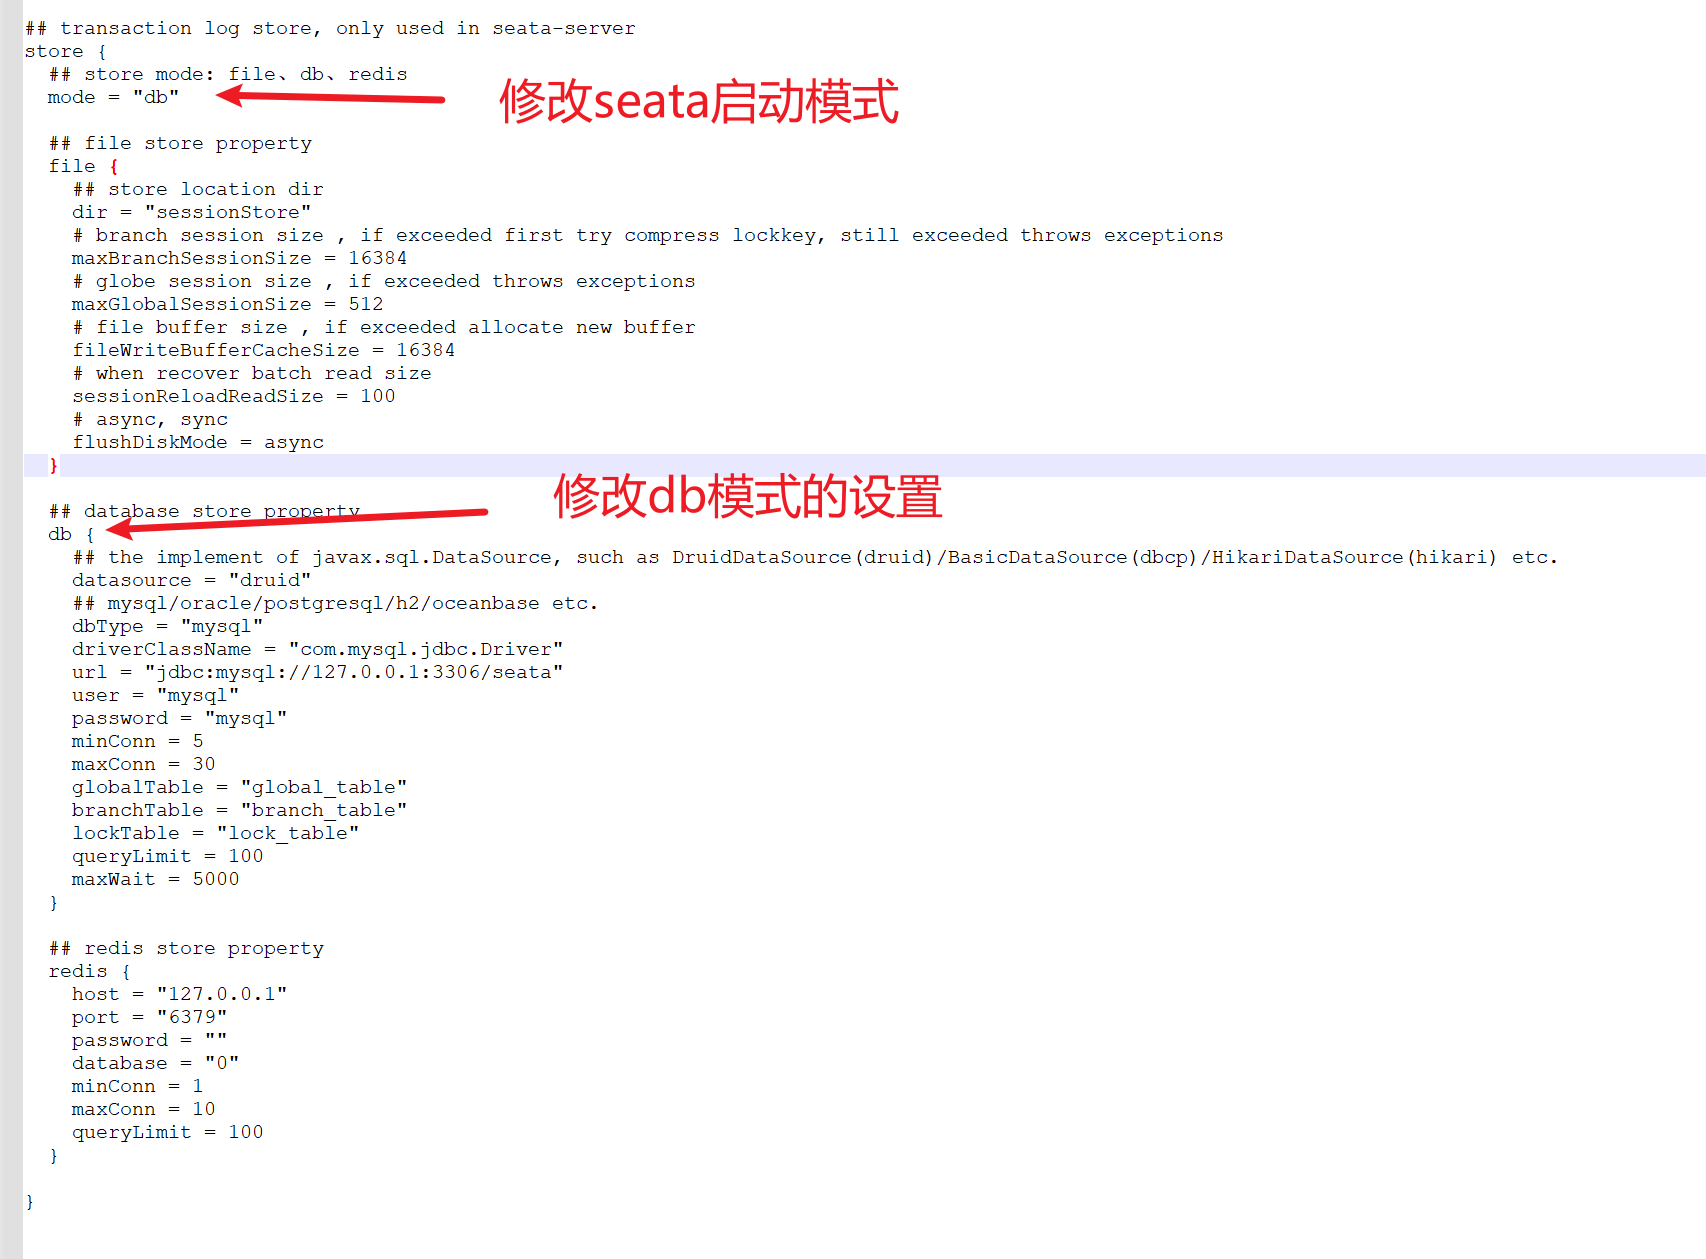 ## transaction log store, only used in seata-server
store {
## store mode: file、db、redis
mode = "db"
修改seata启动模式
## file store property
file {
## store location dir
dir = "sessionStore"
# branch session size , if exceeded first try compress lockkey, still exceeded throws exceptions
maxBranchSessionSize = 16384
# globe session size , if exceeded throws exceptions
maxGlobalSessionSize = 512
# file buffer size , if exceeded allocate new buffer
fileWriteBufferCacheSize = 16384
# when recover batch read size
sessionReloadReadSize = 100
# async, sync
flushDiskMode = async
}
修改db模式的设置
## database store property
db {
## the implement of javax.sql.DataSource, such as DruidDataSource(druid)/BasicDataSource(dbcp)/HikariDataSource(hikari) etc.
datasource = "druid"
## mysql/oracle/postgresql/h2/oceanbase etc.
dbType = "mysql"
driverClassName = "com.mysql.jdbc.Driver"
url = "jdbc:mysql://127.0.0.1:3306/seata"
user = "mysql"
password = "mysql"
minConn = 5
maxConn = 30
globalTable = "global_table"
branchTable = "branch_table"
lockTable = "lock_table"
queryLimit = 100
maxWait = 5000
}
## redis store property
redis {
host = "127.0.0.1"
port = "6379"
password = ""
database = "0"
minConn = 1
maxConn = 10
queryLimit = 100
}
}